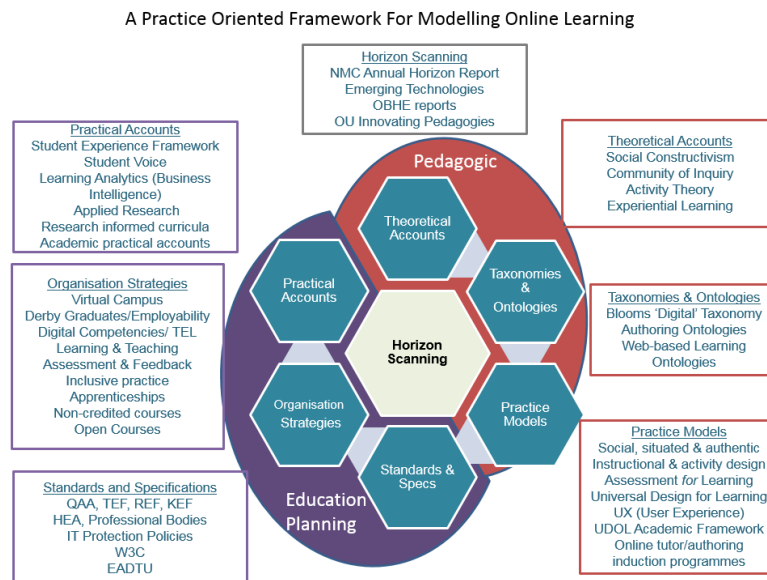 A Practice Oriented Framework For Modelling Online Learning
Horizon Scanning
NMC Annual Horizon Report
Emerging Technologies
OBHE reports
OU Innovating Pedagogies
Practical Accounts
Student Experience Framework
Student Voice
Learning Analytics (Business
Intelligence)
Applied Research
Research informed curricula
Academic practical accounts
Organisation Strategies
Virtual Campus
Derby Graduates/Employability
Digital Competencies/ TEL
Learning & Teaching
Assessment & Feedback
Inclusive practice
Apprenticeships
Non-credited courses
Open Courses
Standards and Specifications
QAA, TEF, REF, KEF
HEA, Professional Bodies
IT Protection Policies
W3C
EADTU
Pedagogic
Theoretical
Accounts
Practical
Accounts
Taxonomies
&
Ontologies
Horizon
Scanning
Organisation
Strategies
Practice
Models
Standards &
Specs
Education
Planning
Theoretical Accounts
Social Constructivism
Community of Inquiry
Activity Theory
Experiential Learning
Taxonomies & Ontologies
Blooms ‘Digital’ Taxonomy
Authoring Ontologies
Web-based Learning
Ontologies
Practice Models
Social, situated & authentic
Instructional & activity design
Assessment for Learning
Universal Design for Learning
UX (User Experience)
UDOL Academic Framework
Online tutor/authoring
induction programmes